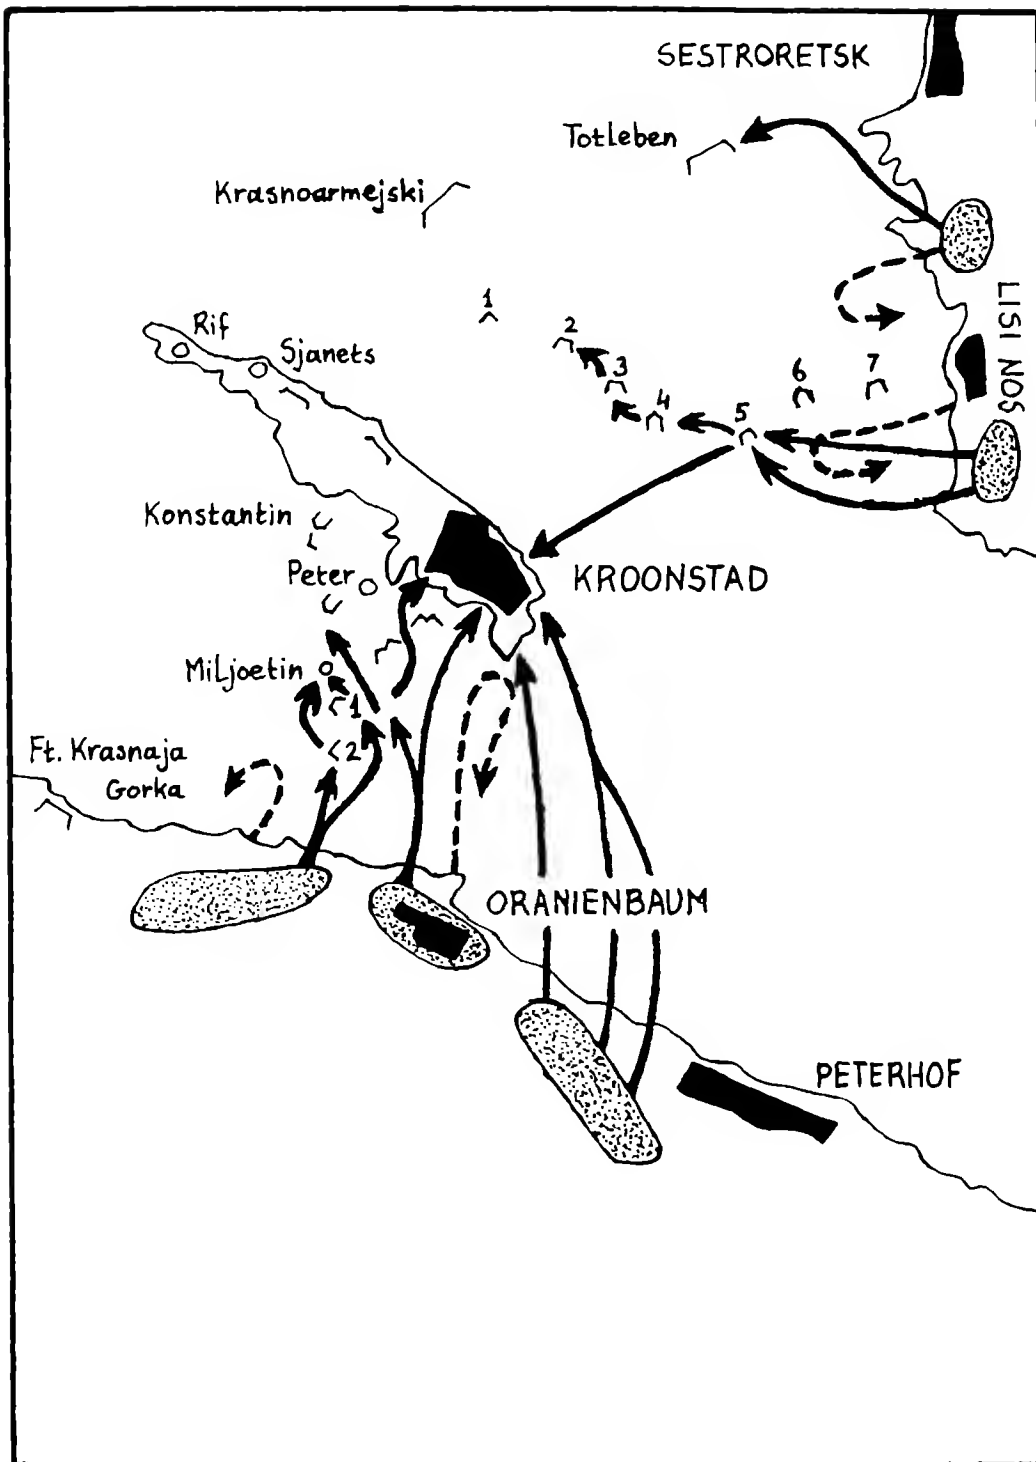 SESTRORETSK
Totleben
Krasnoarmejski
LISI NOS
1
Rif
2
Sjanets
3
6
7
4
5
Konstantin
Peter
KROONSTAD
Miljoetin
1
Ft. Krasnaja
Gorka
2
ORANIENBAUM
PETERHOF